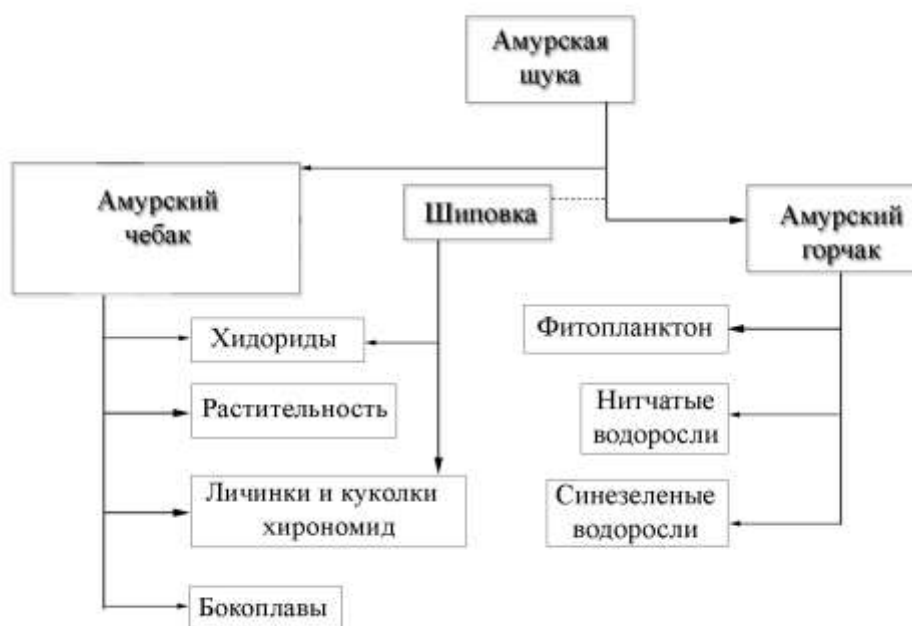 Амурская
щука
Амурский
чебак
Шиповка
Амурский
горчак
Хидориды
Фитопланктон
Растительность
Нитчатые
водоросли
Личинки и куколки
хирономид
Синезеленые
водоросли
Бокоплавы